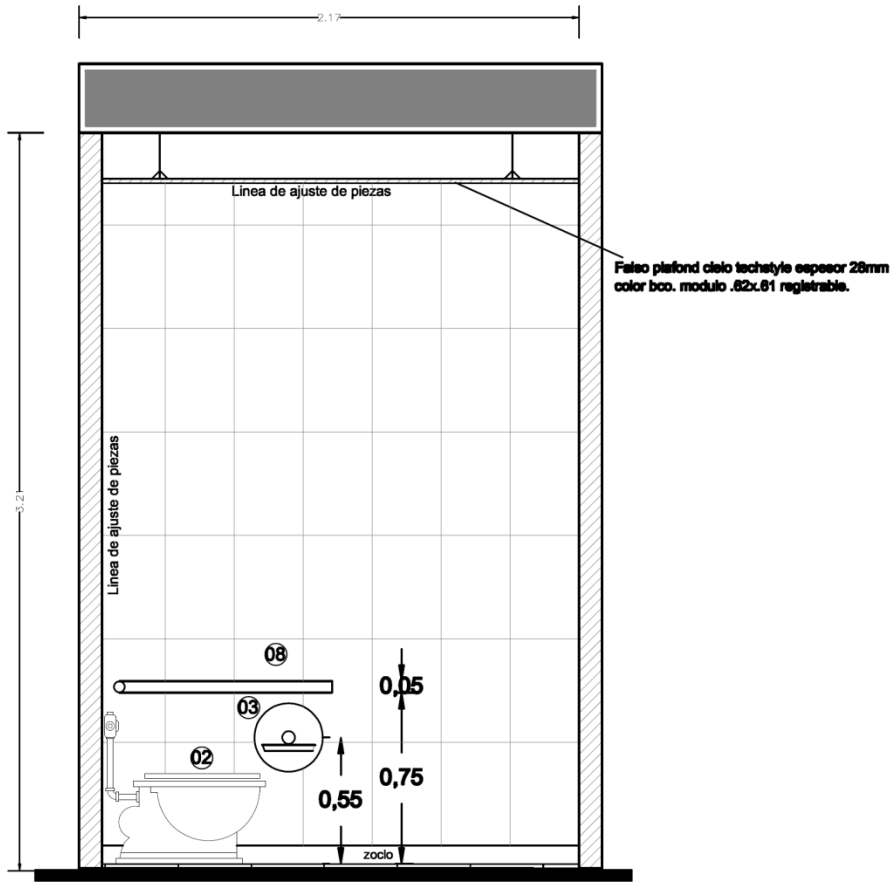 2.17
Linea de ajuste de piezas
Falso plafond cielo techstyle espesor 28mm
color bco. modulo .62x.61 registrable.
Linea de ajuste de piezas
3.21
08
0,05
03
02
0,75
0,55
zoclo